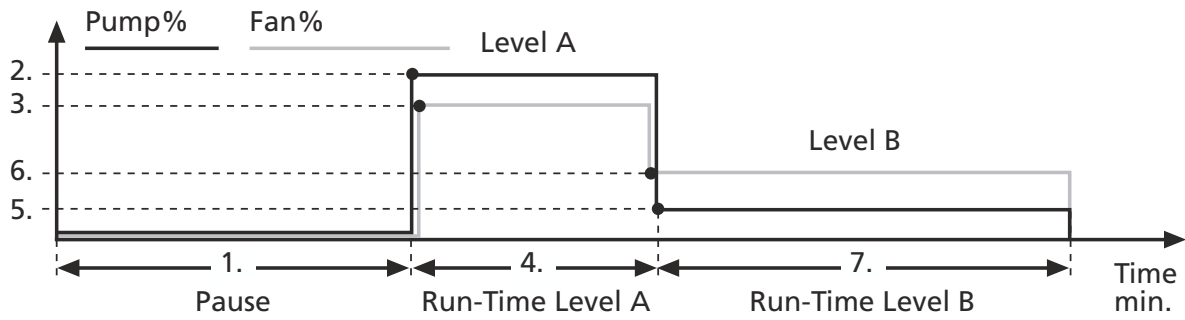 Pump% Fan%
Level A
2.
3.
Level B
6.
5.
1. 4. 7.
Pause Run-Time Level A Run-Time Level B
Time
min.